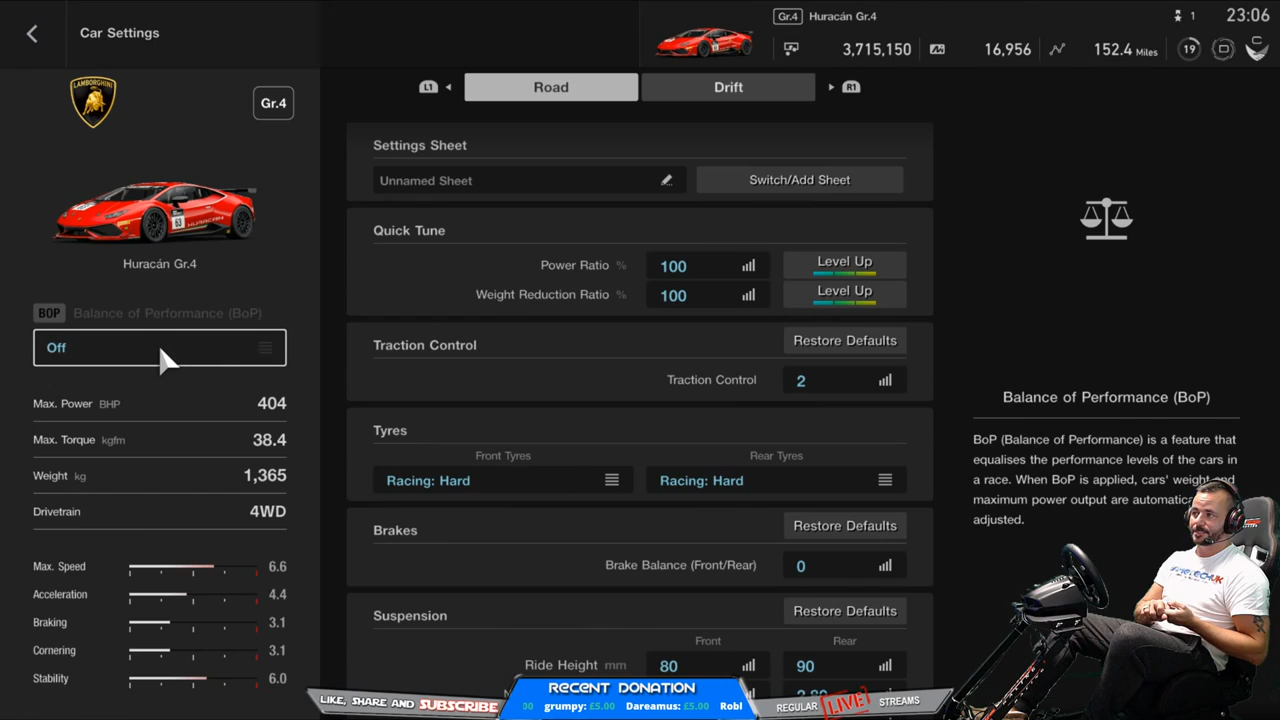 Car Settings
Gr.4 Huracán Gr.4
1
23:06
3,715,150
16,956
152.4 Miles
19
LAMBORGHINI
Gr.4
Huracán Gr.4
BOP Balance of Performance (BoP)
Off
Max. Power BHP 404
Max. Torque kgfm 38.4
Weight kg 1,365
Drivetrain 4WD
Max. Speed 6.6
Acceleration 4.4
Braking 3.1
Cornering 3.1
Stability 6.0
L1 Road Drift R1
Settings Sheet
Unnamed Sheet Switch/Add Sheet
Quick Tune
Power Ratio % 100 Level Up
Weight Reduction Ratio % 100 Level Up
Traction Control Restore Defaults
Traction Control 2
Tyres
Front Tyres Rear Tyres
Racing: Hard Racing: Hard
Brakes Restore Defaults
Brake Balance (Front/Rear) 0
Suspension Restore Defaults
Front Rear
Ride Height mm 80 90
Balance of Performance (BoP)
BoP (Balance of Performance) is a feature that
equalises the performance levels of the cars in
a race. When BoP is applied, cars' weight and
maximum power output are
adjusted.
LIKE, SHARE AND SUBSCRIBE
RECENT DONATION
00 grumpy: £5.00 Dareamus: £5.00 Robl
REGULAR LIVE STREAMS